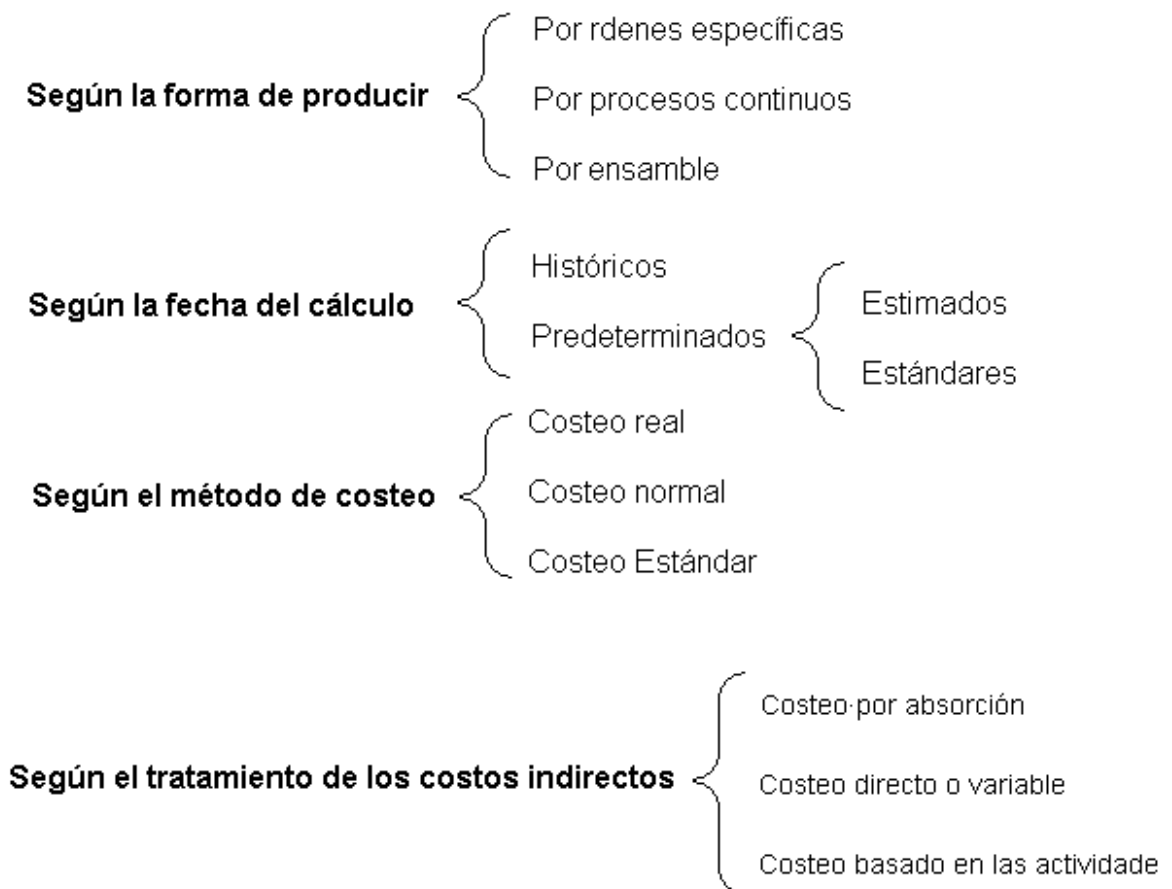 Según la forma de producir
Por rdenes específicas
Por procesos continuos
Por ensamble
Según la fecha del cálculo
Históricos
Predeterminados
Estimados
Estándares
Según el método de costeo
Costeo real
Costeo normal
Costeo Estándar
Según el tratamiento de los costos indirectos
Costeo·por absorción
Costeo directo o variable
Costeo basado en las actividade